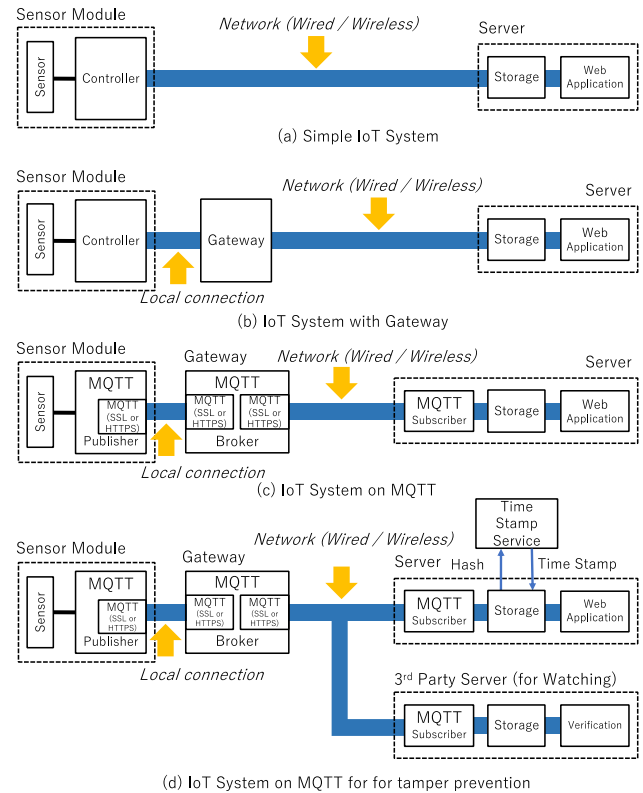 Sensor Module
Network (Wired / Wireless)
Server
Sensor
Controller
Storage
Web
Application
(a) Simple IoT System
Sensor Module
Network (Wired / Wireless)
Server
Sensor
Controller
Gateway
Storage
Web
Application
Local connection
(b) IoT System with Gateway
Sensor Module
Gateway
Network (Wired / Wireless)
Server
Sensor
MQTT
MQTT
(SSL or
HTTPS)
Publisher
MQTT
MQTT
(SSL or
HTTPS)
MQTT
(SSL or
HTTPS)
Broker
MQTT
Subscriber
Storage
Web
Application
Local connection
(c) IoT System on MQTT
Time
Stamp
Service
Sensor Module
Gateway
Network (Wired / Wireless)
Server
Hash
Time Stamp
Sensor
MQTT
MQTT
(SSL or
HTTPS)
Publisher
MQTT
MQTT
(SSL or
HTTPS)
MQTT
(SSL or
HTTPS)
Broker
MQTT
Subscriber
Storage
Web
Application
Local connection
3rd Party Server (for Watching)
MQTT
Subscriber
Storage
Verification
(d) IoT System on MQTT for for tamper prevention